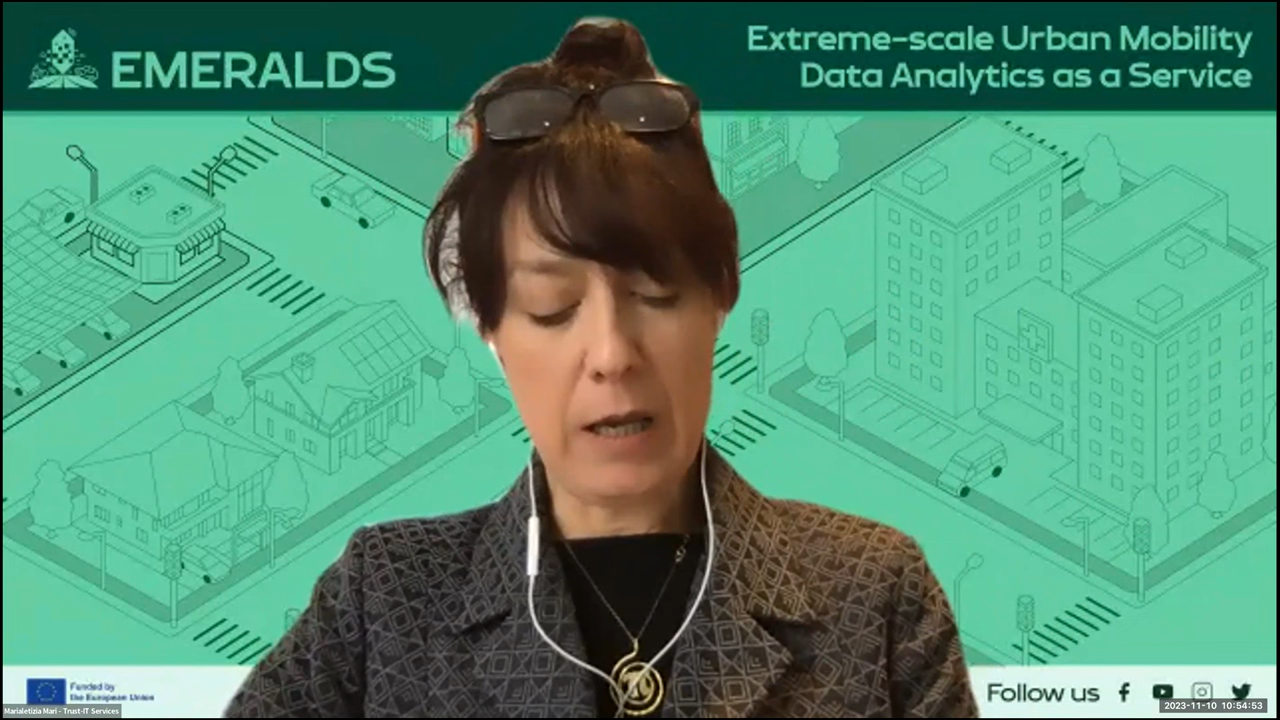 EMERALDS
Extreme-scale Urban Mobility
Data Analytics as a Service
Funded by
the European Union
Marialetizia Mari - Trust-IT Services
Follow us
2023-11-10 10:54:53